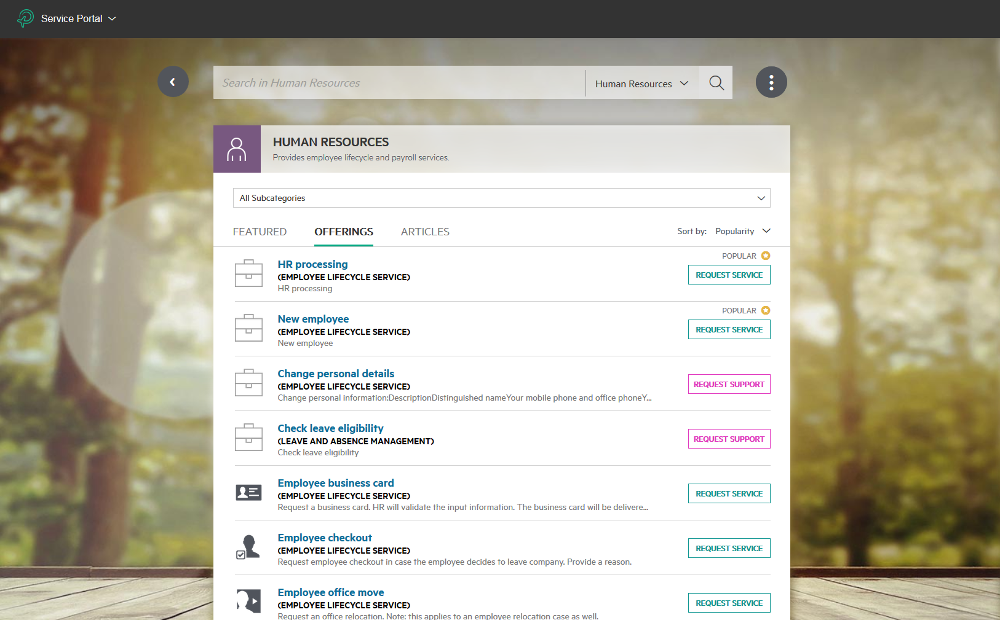 Service Portal
Search in Human Resources
Human Resources
HUMAN RESOURCES
Provides employee lifecycle and payroll services.
All Subcategories
FEATURED
OFFERINGS
ARTICLES
Sort by: Popularity
POPULAR
HR processing
(EMPLOYEE LIFECYCLE SERVICE)
HR processing
REQUEST SERVICE
POPULAR
New employee
(EMPLOYEE LIFECYCLE SERVICE)
New employee
REQUEST SERVICE
Change personal details
(EMPLOYEE LIFECYCLE SERVICE)
Change personal information:DescriptionDistinguished nameYour mobile phone and office phoneY...
REQUEST SUPPORT
Check leave eligibility
(LEAVE AND ABSENCE MANAGEMENT)
Check leave eligibility
REQUEST SUPPORT
Employee business card
(EMPLOYEE LIFECYCLE SERVICE)
Request a business card. HR will validate the input information. The business card will be delivere...
REQUEST SERVICE
Employee checkout
(EMPLOYEE LIFECYCLE SERVICE)
Request employee checkout in case the employee decides to leave company. Provide a reason.
REQUEST SERVICE
Employee office move
(EMPLOYEE LIFECYCLE SERVICE)
Request an office relocation. Note: this applies to an employee relocation case as well.
REQUEST SERVICE